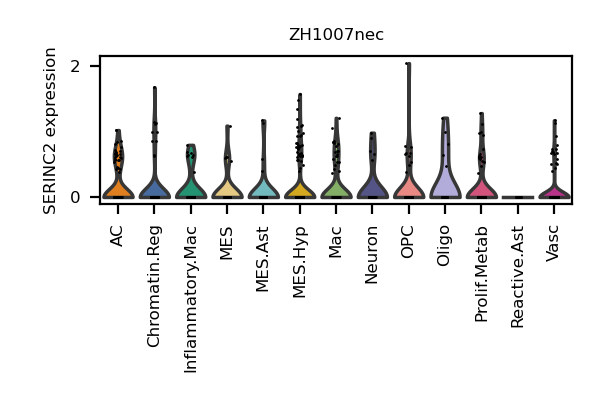 ZH1007nec
SERINC2 expression
2
0
AC
Chromatin.Reg
Inflammatory.Mac
MES
MES.Ast
MES.Hyp
Mac
Neuron
OPC
Oligo
Prolif.Metab
Reactive.Ast
Vasc